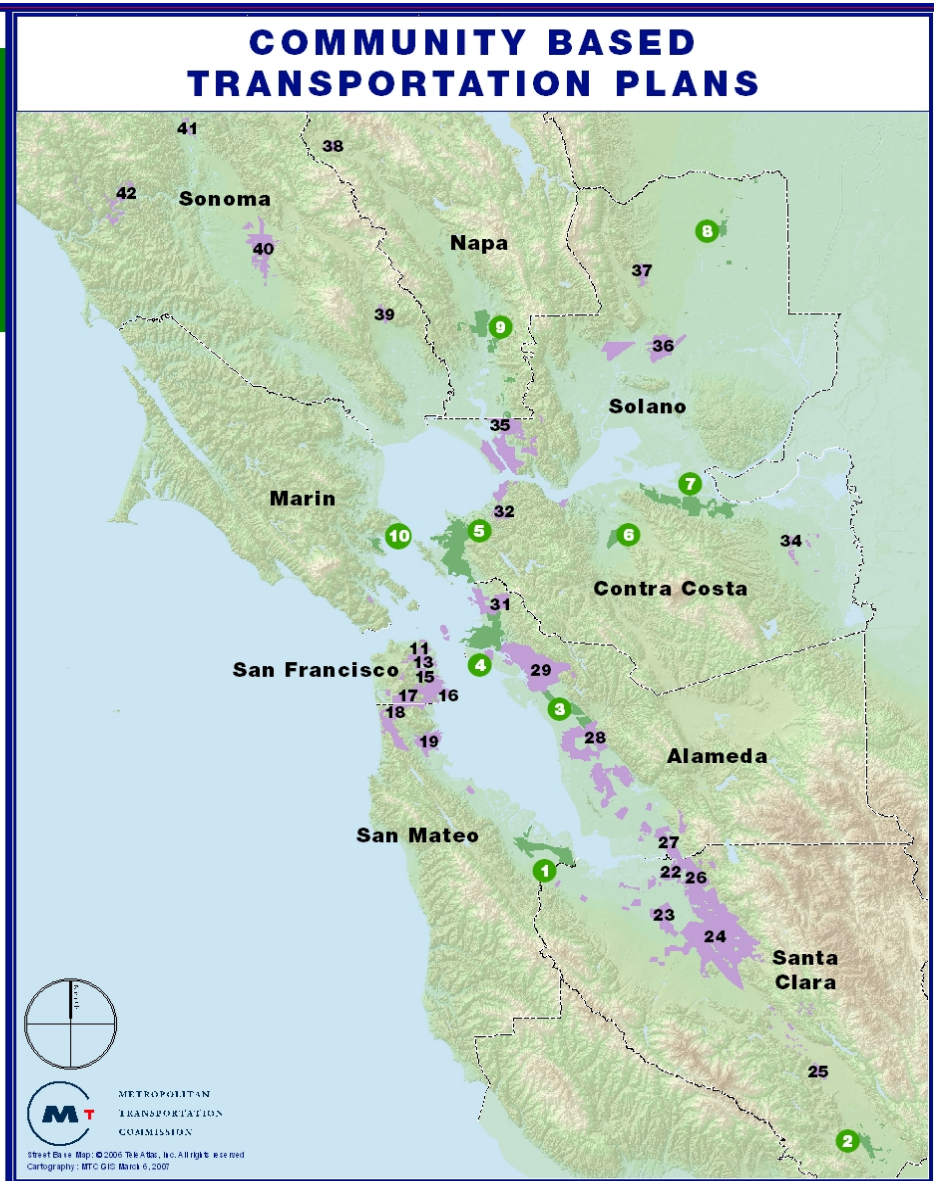 COMMUNITY BASED
TRANSPORTATION PLANS
41
38
42
Sonoma
40
Napa
8
37
39
9
36
Solano
35
7
Marin
32
10
5
6
34
Contra Costa
31
11
13
San Francisco
15
4
29
17
16
18
3
28
19
Alameda
San Mateo
27
1
22
26
23
24
Santa
Clara
25
2
M T
METROPOLITAN
TRANSPORTATION
COMMISSION
Street Base Map: © 2006 TeleAtlas, Inc. All rights reserved
Cartography: MTC GIS March 6, 2007